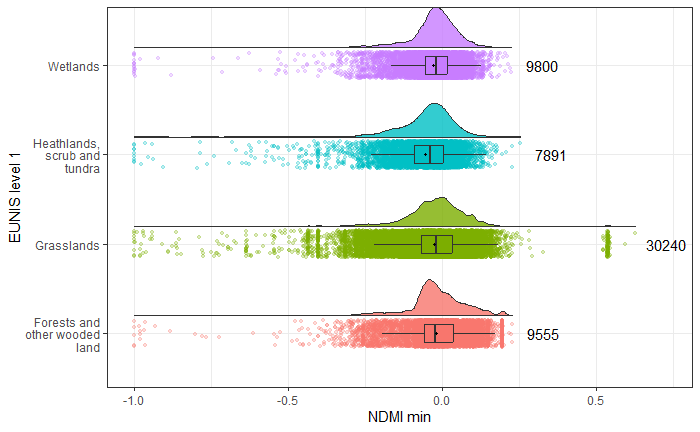 EUNIS level 1
Wetlands
9800
Heathlands,
scrub and
tundra
7891
Grasslands
30240
Forests and
other wooded
land
9555
-1.0 -0.5 0.0 0.5
NDMI min